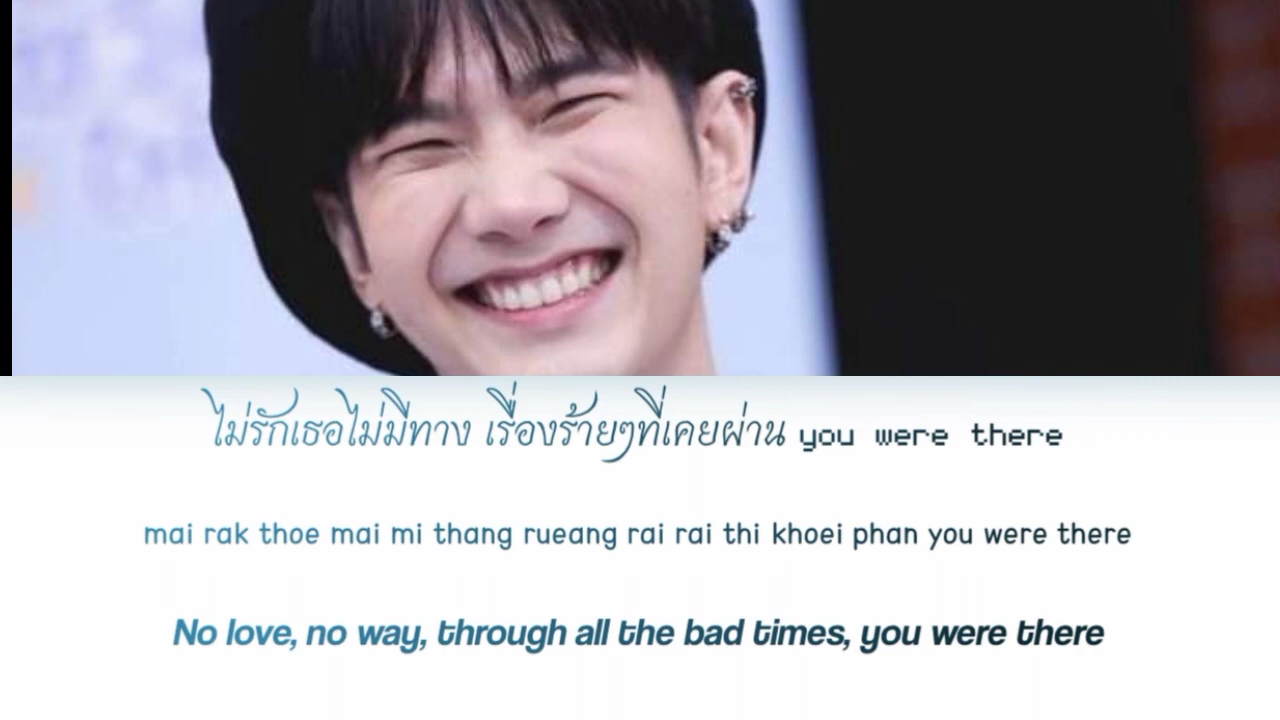 ไม่รักเธอไม่มีทาง เรื่องร้ายๆที่เคยผ่าน you were there
mai rak thoe mai mi thang rueang rai rai thi khoei phan you were there
No love, no way, through all the bad times, you were there